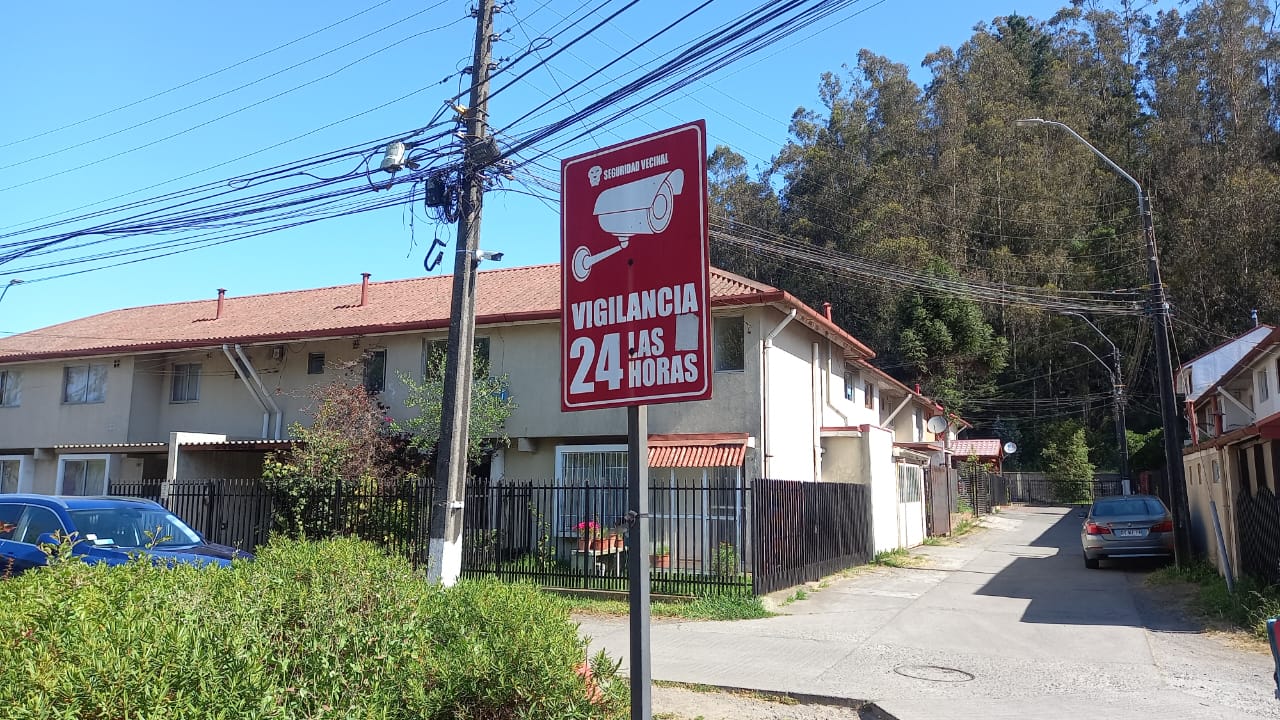 SEGURIDAD VECINAL
VIGILANCIA
24 LAS
HORAS